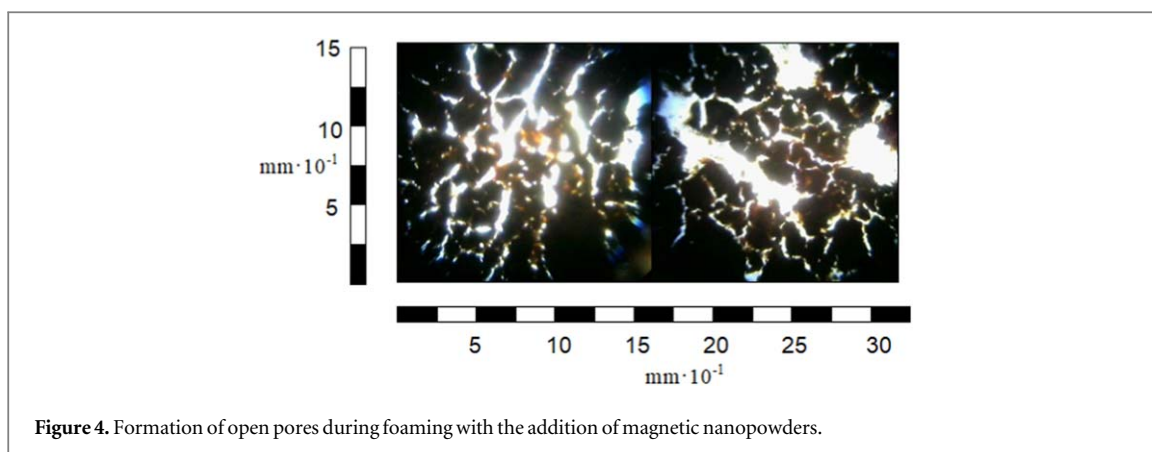 15
10
mm·10⁻¹
5
5 10 15 20 25 30
mm·10⁻¹
Figure 4. Formation of open pores during foaming with the addition of magnetic nanopowders.